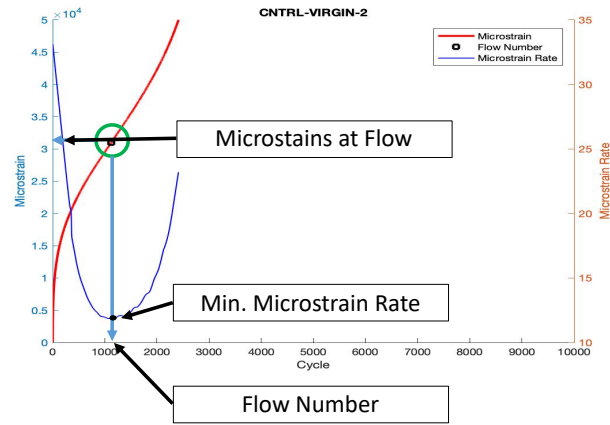 CNTRL-VIRGIN-2
5 ×10⁴
4.5
4
3.5
3
2.5
2
1.5
1
0.5
0
Microstrain
35
30
25
20
15
10
Microstrain Rate
Microstrain
Flow Number
Microstrain Rate
Microstains at Flow
Min. Microstrain Rate
0 1000 2000 3000 4000 5000 6000 7000 8000 9000 10000
Cycle
Flow Number